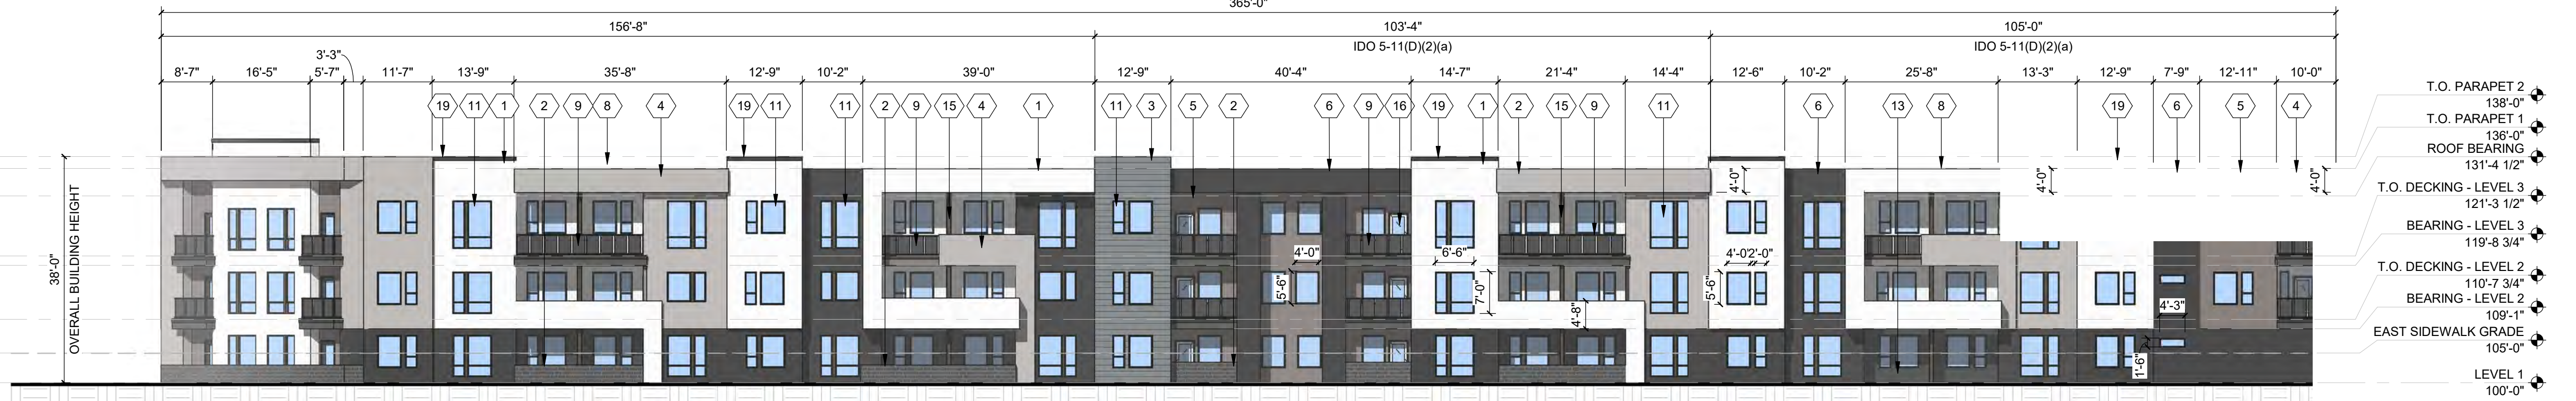 365'-0"
156'-8" 103'-4" 105'-0"
IDO 5-11(D)(2)(a) IDO 5-11(D)(2)(a)
3'-3"
8'-7" 16'-5" 5'-7" 11'-7" 13'-9" 35'-8" 12'-9" 10'-2" 39'-0" 12'-9" 40'-4" 14'-7" 21'-4" 14'-4" 12'-6" 10'-2" 25'-8" 13'-3" 12'-9" 7'-9" 12'-11" 10'-0"
19 11 1 2 9 8 4 19 11 11 2 9 15 4 1 11 3 5 2 6 9 16 19 1 2 15 9 11 6 13 8 19 6 5 4
T.O. PARAPET 2
138'-0"
T.O. PARAPET 1
136'-0"
ROOF BEARING
131'-4 1/2"
T.O. DECKING - LEVEL 3
121'-3 1/2"
BEARING - LEVEL 3
119'-8 3/4"
T.O. DECKING - LEVEL 2
110'-7 3/4"
BEARING - LEVEL 2
109'-1"
EAST SIDEWALK GRADE
105'-0"
LEVEL 1
100'-0"
38'-0"
OVERALL BUILDING HEIGHT
4'-0" 4'-0" 4'-0"
4'-0" 6'-6" 4'-0" 2'-0"
5'-6" 7'-0" 5'-6"
4'-8" 4'-3"
1'-6"